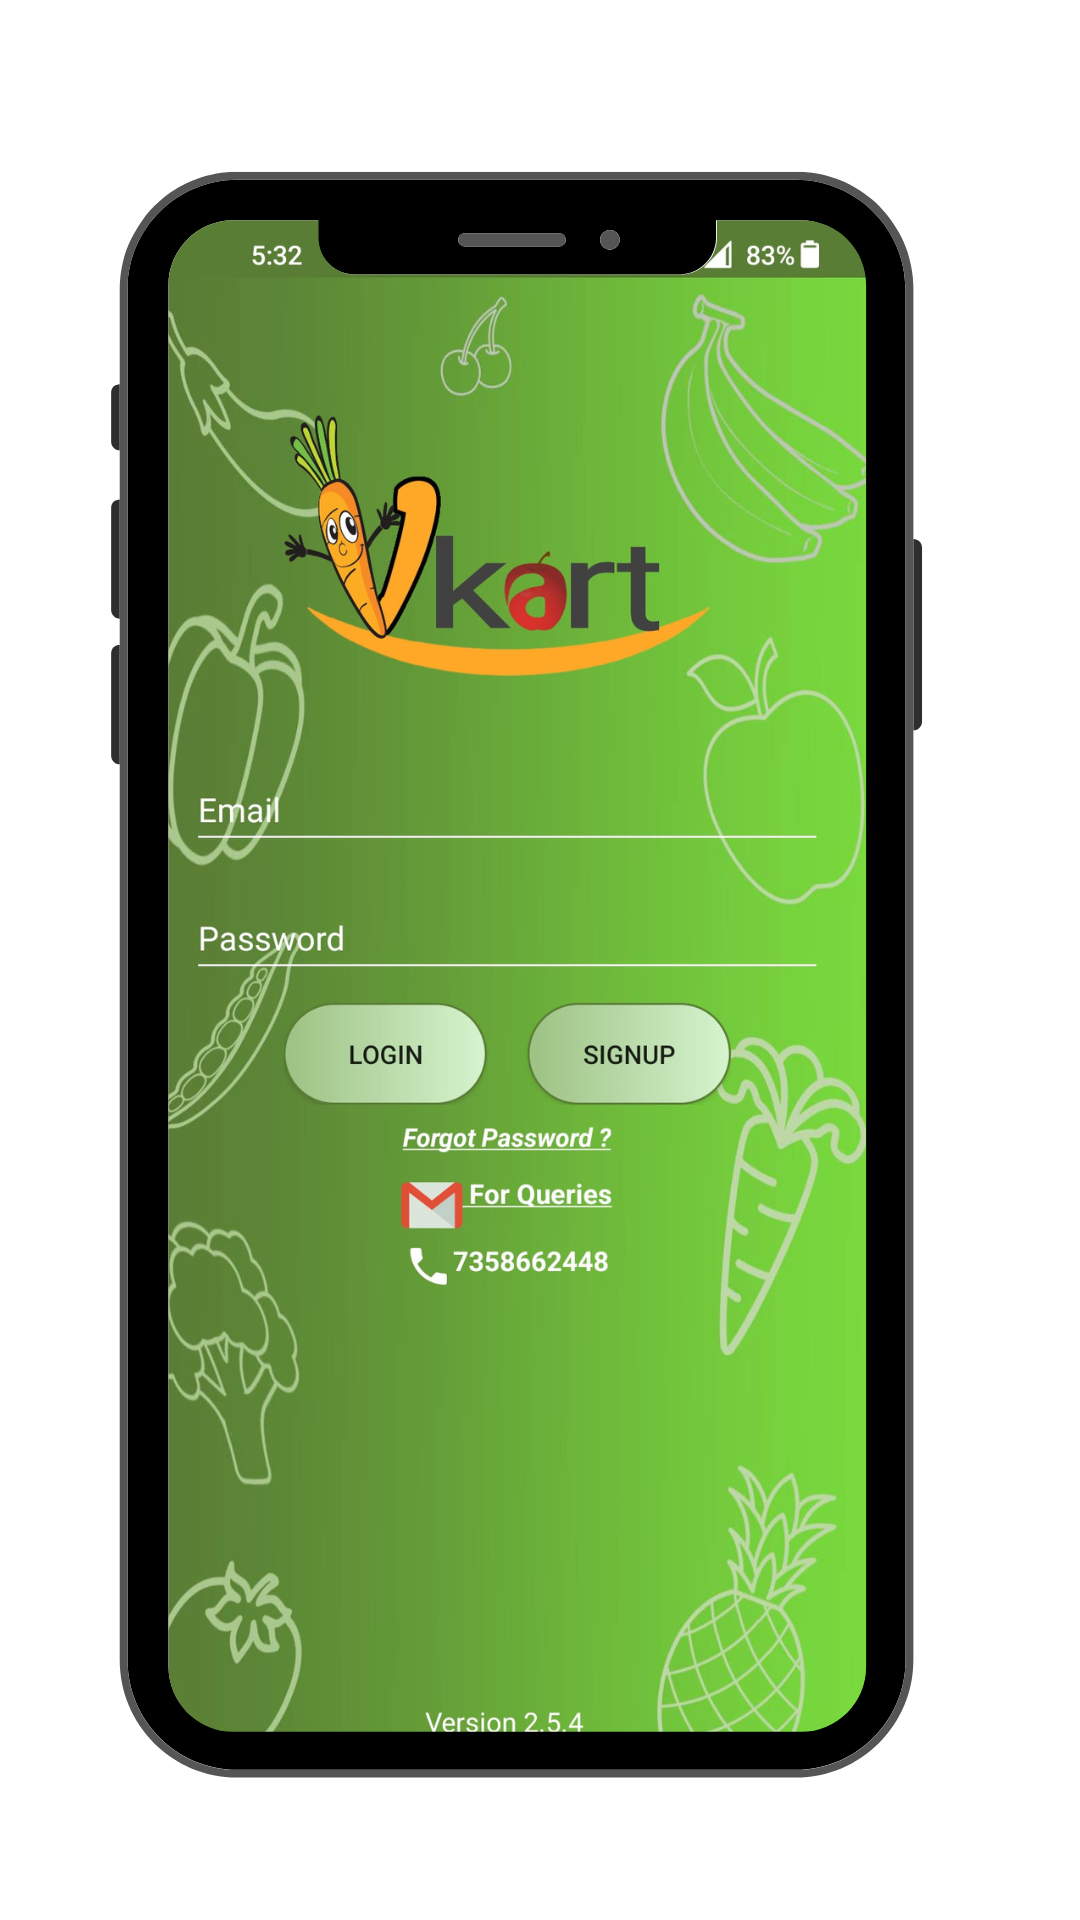 5:32 83%
Vkart
Email
Password
LOGIN SIGNUP
Forgot Password ?
For Queries
7358662448
Version 2.5.4